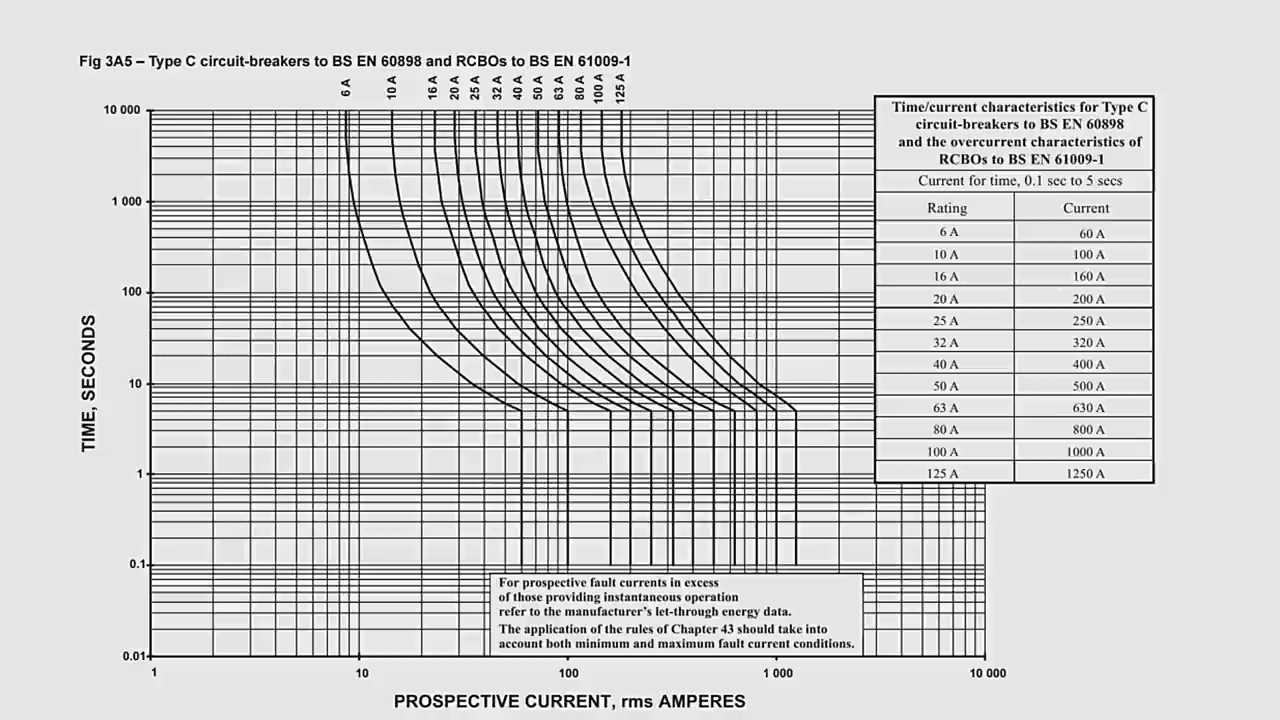 Fig 3A5 – Type C circuit-breakers to BS EN 60898 and RCBOs to BS EN 61009-1
6 A 10 A 16 A 20 A 25 A 32 A 40 A 50 A 63 A 80 A 100 A 125 A
10 000
1 000
100
10
1
0.1
0.01
TIME, SECONDS
1 10 100 1 000 10 000
PROSPECTIVE CURRENT, rms AMPERES
Time/current characteristics for Type C
circuit-breakers to BS EN 60898
and the overcurrent characteristics of
RCBOs to BS EN 61009-1
Current for time, 0.1 sec to 5 secs
Rating Current
6 A 60 A
10 A 100 A
16 A 160 A
20 A 200 A
25 A 250 A
32 A 320 A
40 A 400 A
50 A 500 A
63 A 630 A
80 A 800 A
100 A 1000 A
125 A 1250 A
For prospective fault currents in excess
of those providing instantaneous operation
refer to the manufacturer's let-through energy data.
The application of the rules of Chapter 43 should take into
account both minimum and maximum fault current conditions.